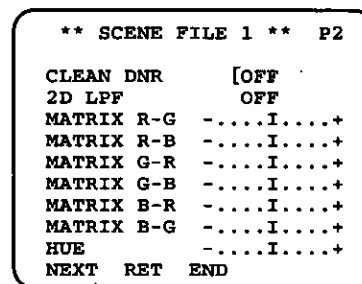 ** SCENE FILE 1 ** P2
CLEAN DNR [OFF
2D LPF OFF
MATRIX R-G -....I....+
MATRIX R-B -....I....+
MATRIX G-R -....I....+
MATRIX G-B -....I....+
MATRIX B-R -....I....+
MATRIX B-G -....I....+
HUE -....I....+
NEXT RET END